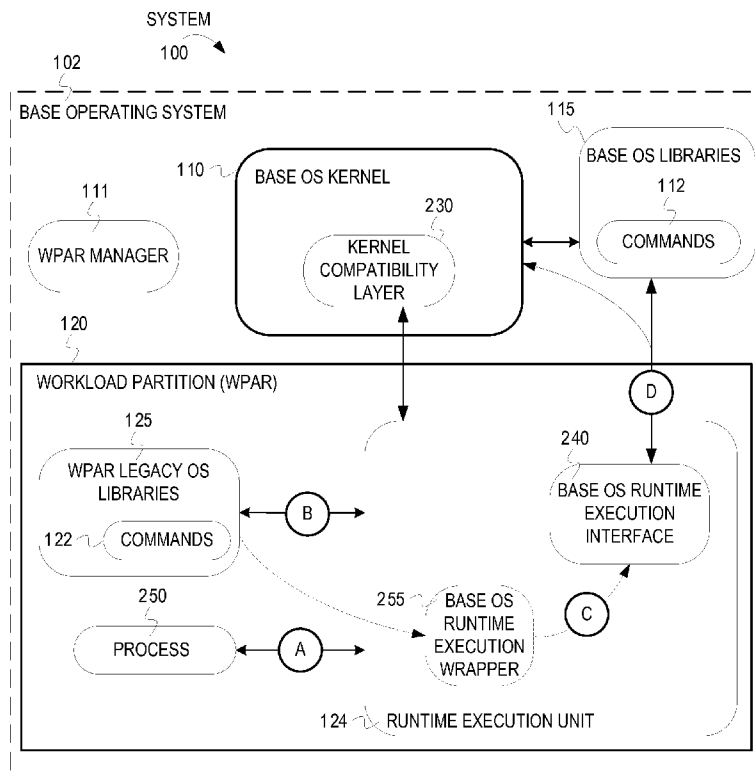 SYSTEM
100
102
BASE OPERATING SYSTEM
115
BASE OS LIBRARIES
112
COMMANDS
110
BASE OS KERNEL
230
KERNEL
COMPATIBILITY
LAYER
111
WPAR MANAGER
120
WORKLOAD PARTITION (WPAR)
D
125
WPAR LEGACY OS
LIBRARIES
122
COMMANDS
B
240
BASE OS RUNTIME
EXECUTION
INTERFACE
250
PROCESS
A
255
BASE OS
RUNTIME
EXECUTION
WRAPPER
C
124
RUNTIME EXECUTION UNIT